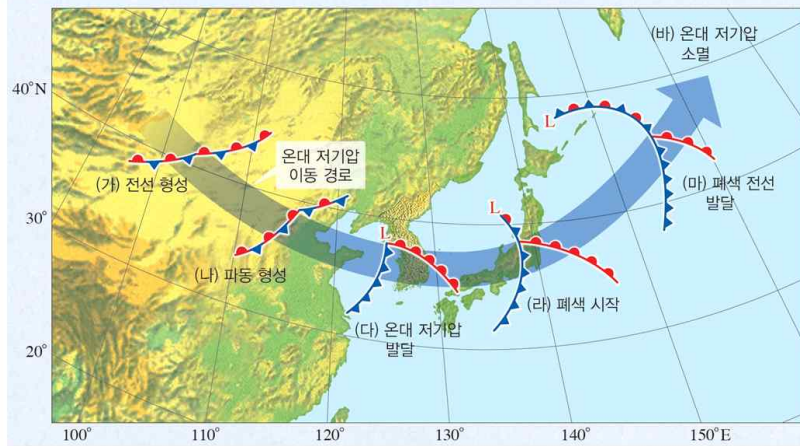 (바) 온대 저기압
소멸
40°N
온대 저기압
이동 경로
(가) 전선 형성
L
(마) 폐색 전선
발달
30°
L
L
(나) 파동 형성
(라) 폐색 시작
(다) 온대 저기압
발달
20°
100° 110° 120° 130° 140° 150°E